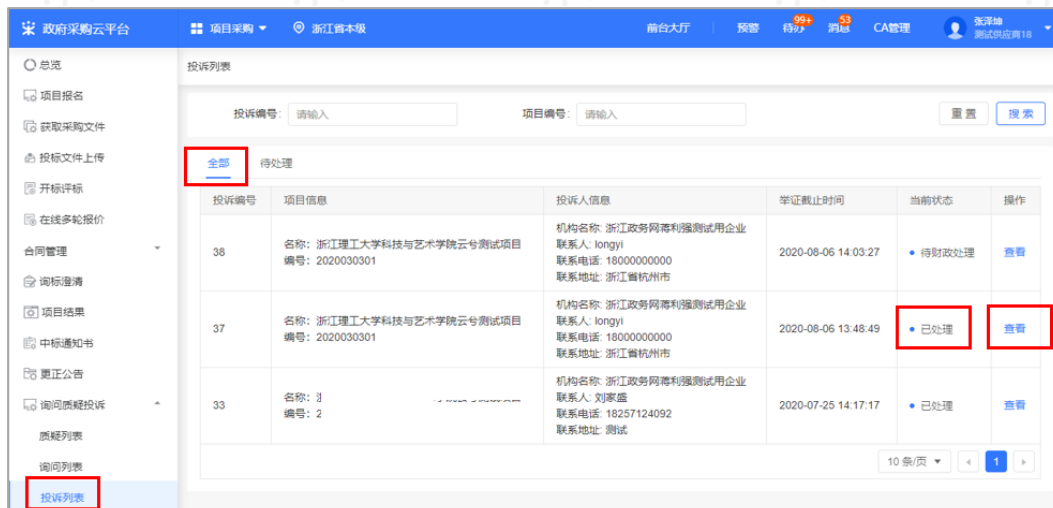 政府采购云平台
项目采购
浙江省本级
前台大厅
预警
待办
99+
消息
53
CA管理
张泽坤
测试供应商18
总览
项目报名
获取采购文件
投标文件上传
开标评标
在线多轮报价
合同管理
询标澄清
项目结果
中标通知书
更正公告
询问质疑投诉
质疑列表
询问列表
投诉列表
投诉列表
投诉编号: 请输入
项目编号: 请输入
重置
搜索
全部
待处理
投诉编号 项目信息 投诉人信息 举证截止时间 当前状态 操作
38
名称: 浙江理工大学科技与艺术学院云兮测试项目
编号: 2020030301
机构名称: 浙江政务网蒋利强测试用企业
联系人: longyi
联系电话: 18000000000
联系地址: 浙江省杭州市
2020-08-06 14:03:27
待财政处理
查看
37
名称: 浙江理工大学科技与艺术学院云兮测试项目
编号: 2020030301
机构名称: 浙江政务网蒋利强测试用企业
联系人: longyi
联系电话: 18000000000
联系地址: 浙江省杭州市
2020-08-06 13:48:49
已处理
查看
33
名称:
编号: 2
机构名称: 浙江政务网蒋利强测试用企业
联系人: 刘家盛
联系电话: 18257124092
联系地址: 测试
2020-07-25 14:17:17
已处理
查看
10 条/页
1